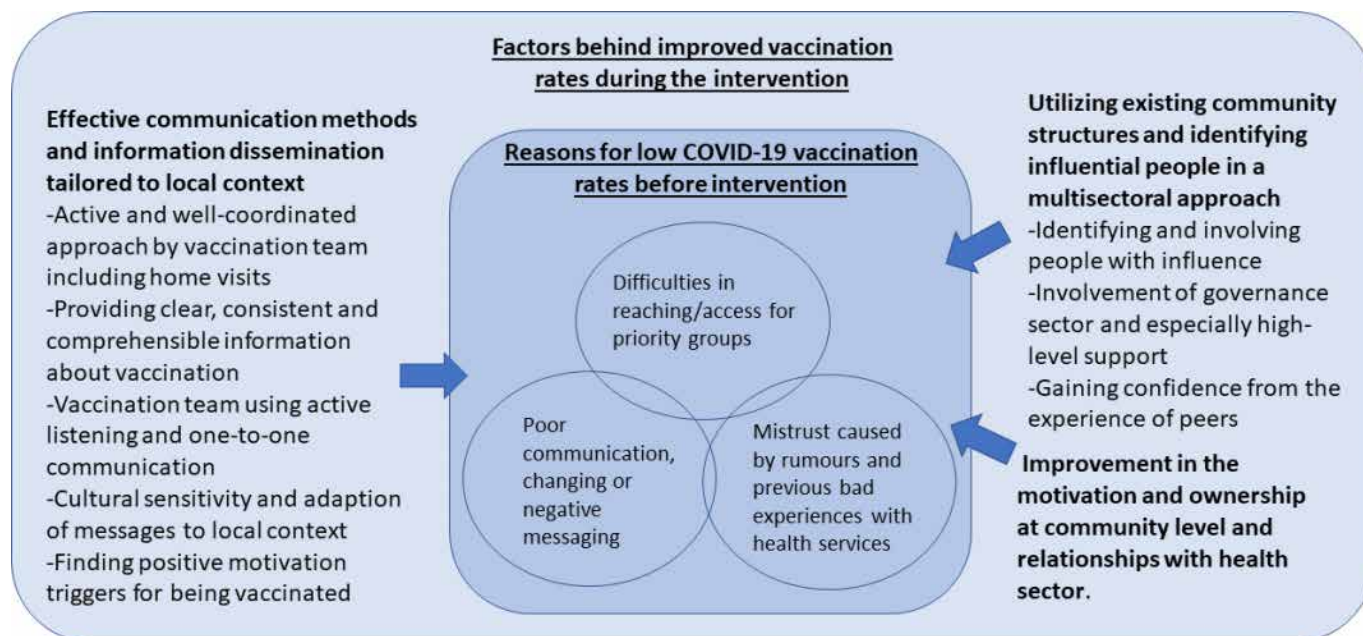 Factors behind improved vaccination
rates during the intervention
Effective communication methods
and information dissemination
tailored to local context
-Active and well-coordinated
approach by vaccination team
including home visits
-Providing clear, consistent and
comprehensible information
about vaccination
-Vaccination team using active
listening and one-to-one
communication
-Cultural sensitivity and adaption
of messages to local context
-Finding positive motivation
triggers for being vaccinated
Reasons for low COVID-19 vaccination
rates before intervention
Difficulties in
reaching/access for
priority groups
Poor
communication,
changing or
negative
messaging
Mistrust caused
by rumours and
previous bad
experiences with
health services
Utilizing existing community
structures and identifying
influential people in a
multisectoral approach
-Identifying and involving
people with influence
-Involvement of governance
sector and especially high-
level support
-Gaining confidence from the
experience of peers
Improvement in the
motivation and ownership
at community level and
relationships with health
sector.